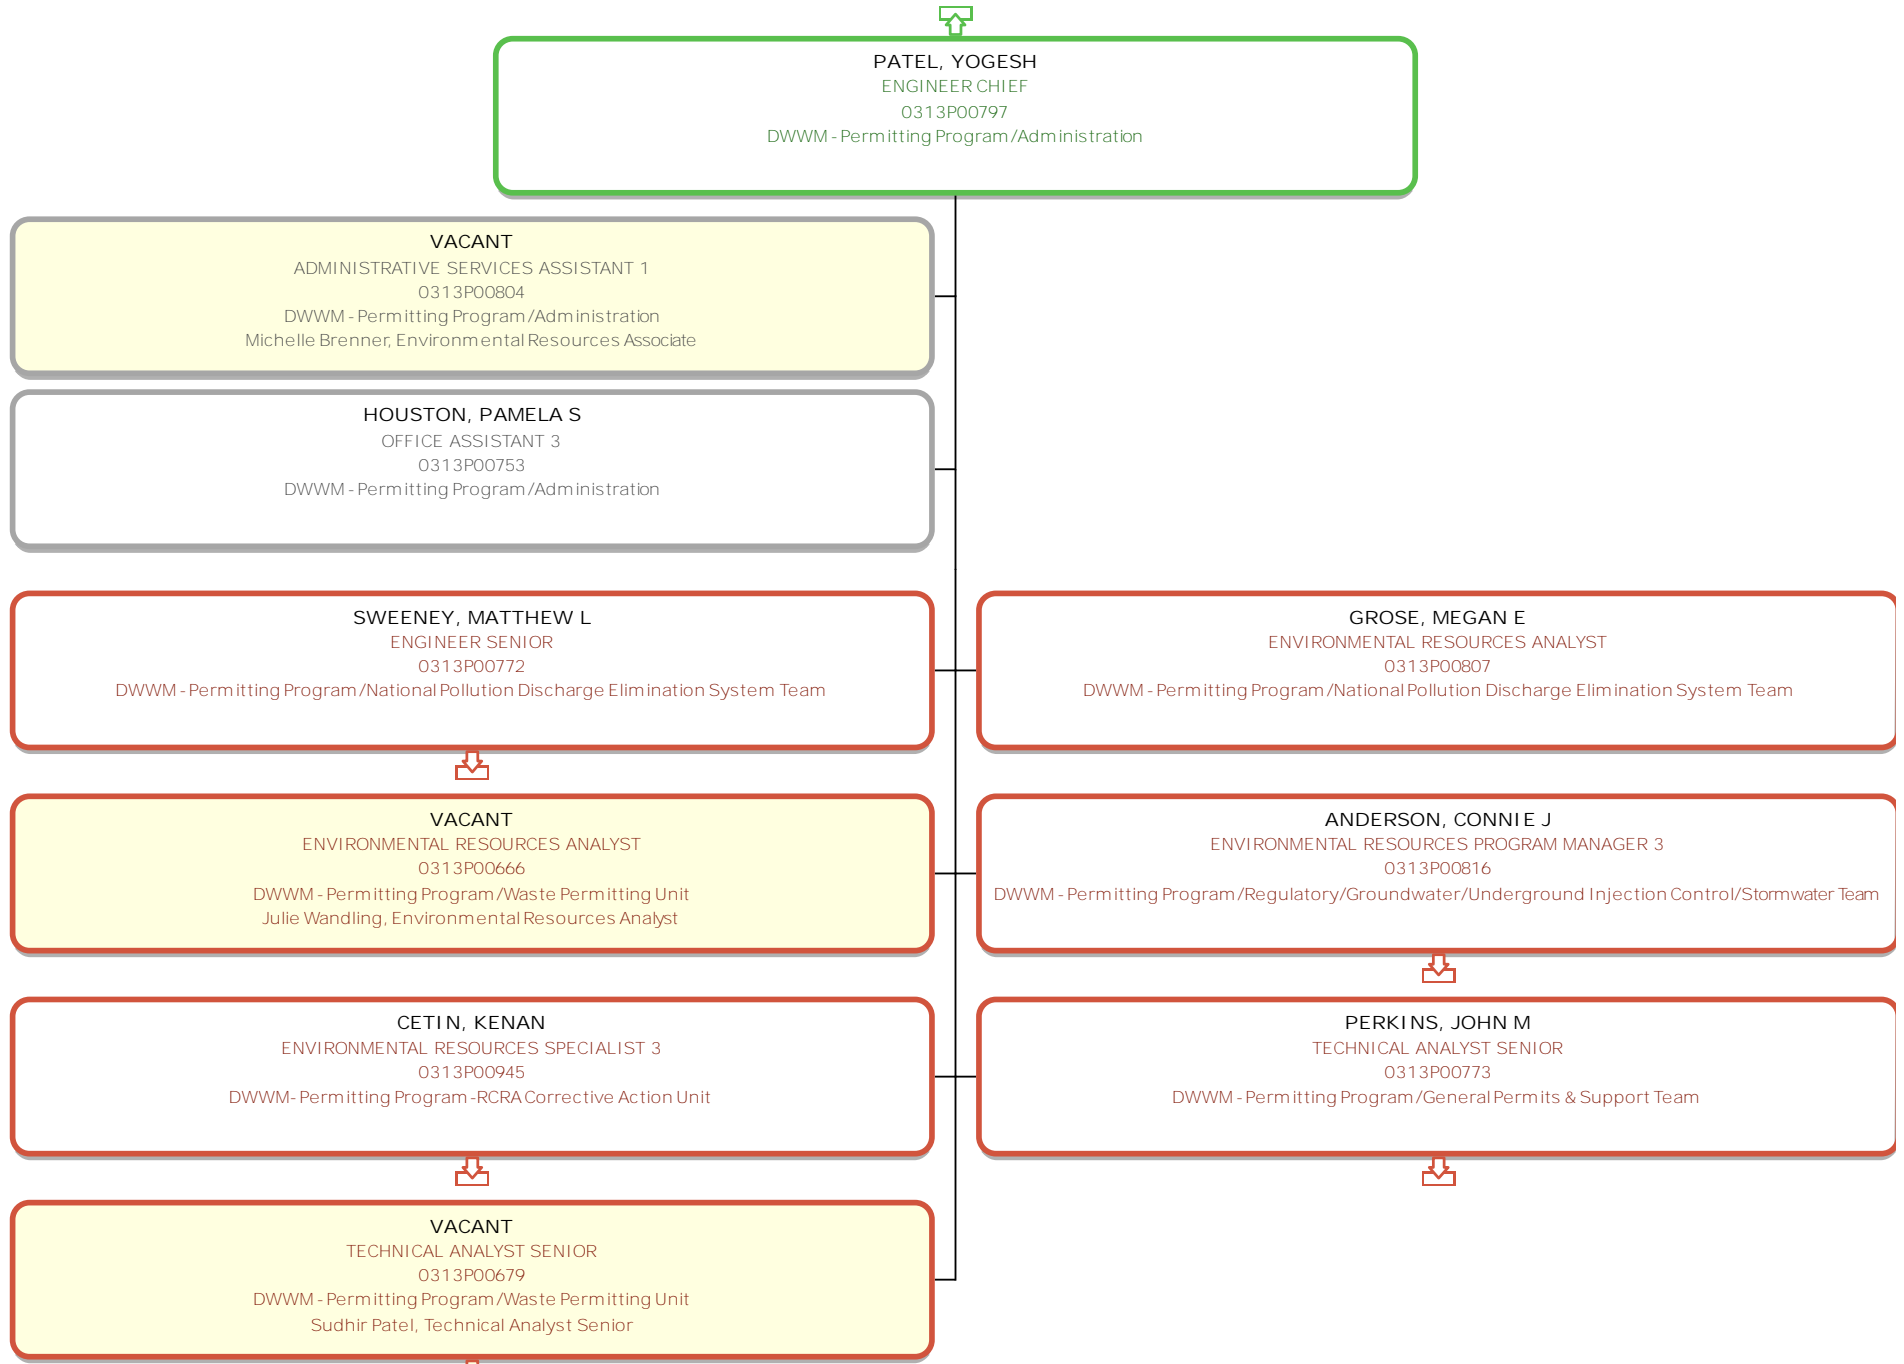 PATEL, YOGESH
ENGINEER CHIEF
0313P00797
DWWM - Permitting Program/Administration
VACANT
ADMINISTRATIVE SERVICES ASSISTANT 1
0313P00804
DWWM - Permitting Program/Administration
Michelle Brenner, Environmental Resources Associate
HOUSTON, PAMELA S
OFFICE ASSISTANT 3
0313P00753
DWWM - Permitting Program/Administration
SWEENEY, MATTHEW L
ENGINEER SENIOR
0313P00772
DWWM - Permitting Program/National Pollution Discharge Elimination System Team
GROSE, MEGAN E
ENVIRONMENTAL RESOURCES ANALYST
0313P00807
DWWM - Permitting Program/National Pollution Discharge Elimination System Team
VACANT
ENVIRONMENTAL RESOURCES ANALYST
0313P00666
DWWM - Permitting Program/Waste Permitting Unit
Julie Wandling, Environmental Resources Analyst
ANDERSON, CONNIE J
ENVIRONMENTAL RESOURCES PROGRAM MANAGER 3
0313P00816
DWWM - Permitting Program/Regulatory/Groundwater/Underground Injection Control/Stormwater Team
CETIN, KENAN
ENVIRONMENTAL RESOURCES SPECIALIST 3
0313P00945
DWWM- Permitting Program -RCRA Corrective Action Unit
PERKINS, JOHN M
TECHNICAL ANALYST SENIOR
0313P00773
DWWM - Permitting Program/General Permits & Support Team
VACANT
TECHNICAL ANALYST SENIOR
0313P00679
DWWM - Permitting Program/Waste Permitting Unit
Sudhir Patel, Technical Analyst Senior